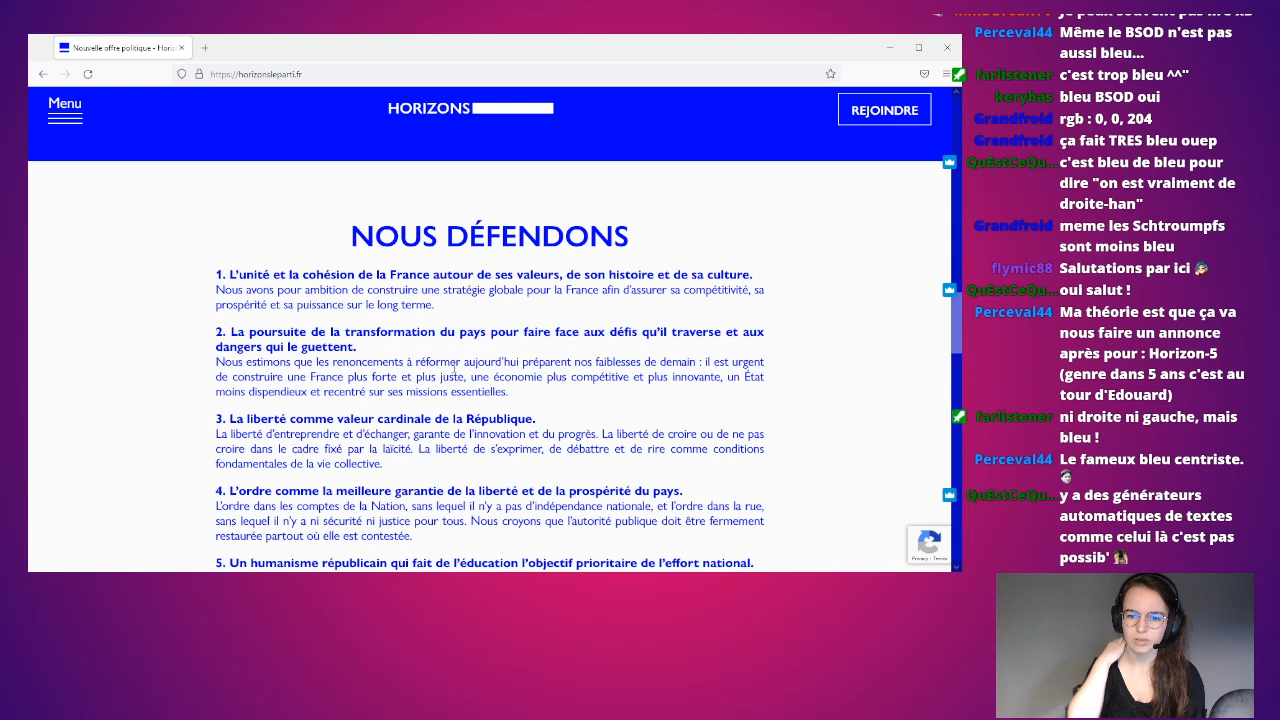 Nouvelle offre politique - Horiz
https://horizonsleparti.fr
Menu
HORIZONS
REJOINDRE
NOUS DÉFENDONS
1. L'unité et la cohésion de la France autour de ses valeurs, de son histoire et de sa culture.
Nous avons pour ambition de construire une stratégie globale pour la France afin d'assurer sa compétitivité, sa
prospérité et sa puissance sur le long terme.
2. La poursuite de la transformation du pays pour faire face aux défis qu'il traverse et aux
dangers qui le guettent.
Nous estimons que les renoncements à réformer aujourd'hui préparent nos faiblesses de demain : il est urgent
de construire une France plus forte et plus juste, une économie plus compétitive et plus innovante, un État
moins dispendieux et recentré sur ses missions essentielles.
3. La liberté comme valeur cardinale de la République.
La liberté d'entreprendre et d'échanger, garante de l'innovation et du progrès. La liberté de croire ou de ne pas
croire dans le cadre fixé par la laïcité. La liberté de s'exprimer, de débattre et de rire comme conditions
fondamentales de la vie collective.
4. L'ordre comme la meilleure garantie de la liberté et de la prospérité du pays.
L'ordre dans les comptes de la Nation, sans lequel il n'y a pas d'indépendance nationale, et l'ordre dans la rue,
sans lequel il n'y a ni sécurité ni justice pour tous. Nous croyons que l'autorité publique doit être fermement
restaurée partout où elle est contestée.
5. Un humanisme républicain qui fait de l'éducation l'objectif prioritaire de l'effort national.
Privacy - Terms
Perceval44 Même le BSOD n'est pas
aussi bleu...
farlistener c'est trop bleu ^^"
kerybas bleu BSOD oui
Grandfroid rgb : 0, 0, 204
Grandfroid ça fait TRES bleu ouep
QuEstCeQu... c'est bleu de bleu pour
dire "on est vraiment de
droite-han"
Grandfroid meme les Schtroumpfs
sont moins bleu
flymic88 Salutations par ici
QuEstCeQu... oui salut !
Perceval44 Ma théorie est que ça va
nous faire un annonce
après pour : Horizon-5
(genre dans 5 ans c'est au
tour d'Edouard)
farlistener ni droite ni gauche, mais
bleu !
Perceval44 Le fameux bleu centriste.
QuEstCeQu... y a des générateurs
automatiques de textes
comme celui là c'est pas
possib'